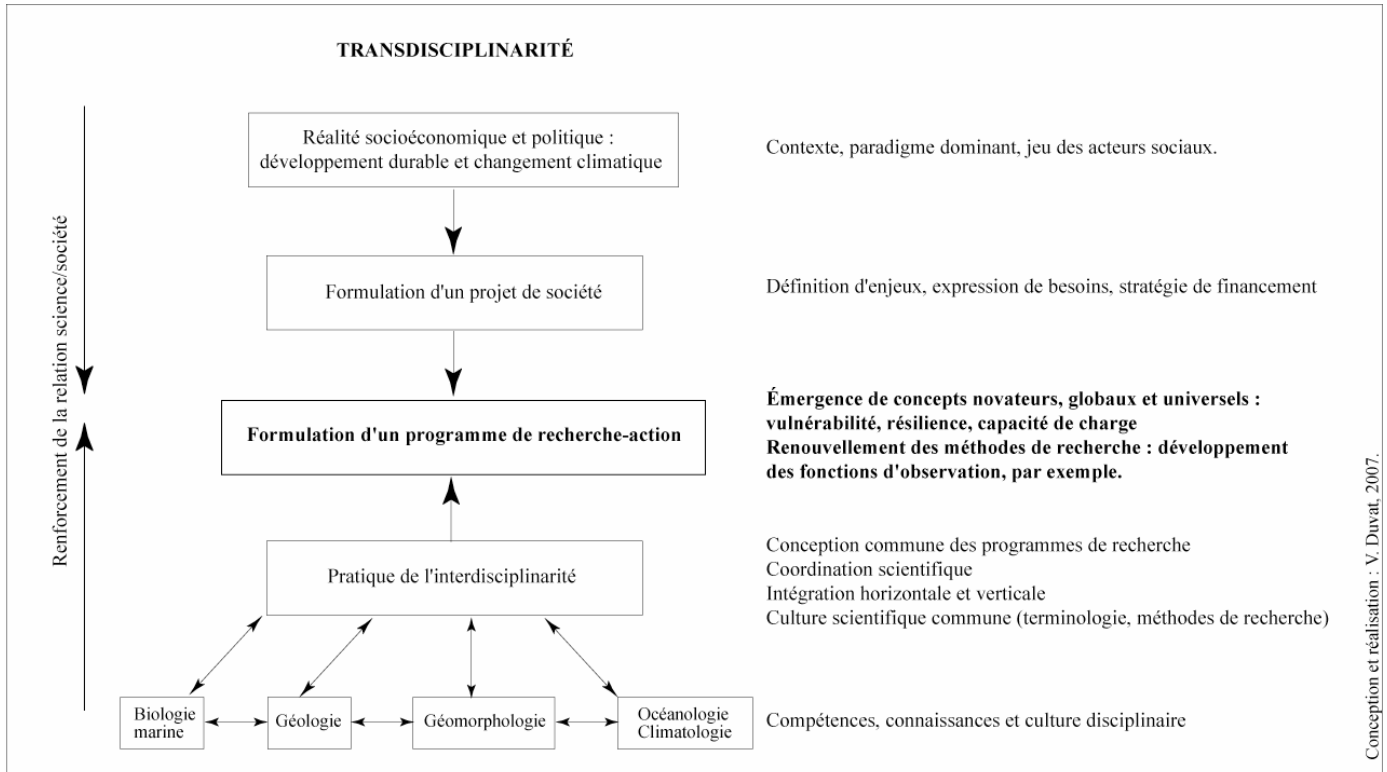 TRANSDISCIPLINARITÉ
Réalité socioéconomique et politique :
développement durable et changement climatique
Contexte, paradigme dominant, jeu des acteurs sociaux.
Formulation d'un projet de société
Définition d'enjeux, expression de besoins, stratégie de financement
Renforcement de la relation science/société
Formulation d'un programme de recherche-action
Émergence de concepts novateurs, globaux et universels :
vulnérabilité, résilience, capacité de charge
Renouvellement des méthodes de recherche : développement
des fonctions d'observation, par exemple.
Pratique de l'interdisciplinarité
Conception commune des programmes de recherche
Coordination scientifique
Intégration horizontale et verticale
Culture scientifique commune (terminologie, méthodes de recherche)
Biologie
marine
Géologie
Géomorphologie
Océanologie
Climatologie
Compétences, connaissances et culture disciplinaire
Conception et réalisation : V. Duvat, 2007.